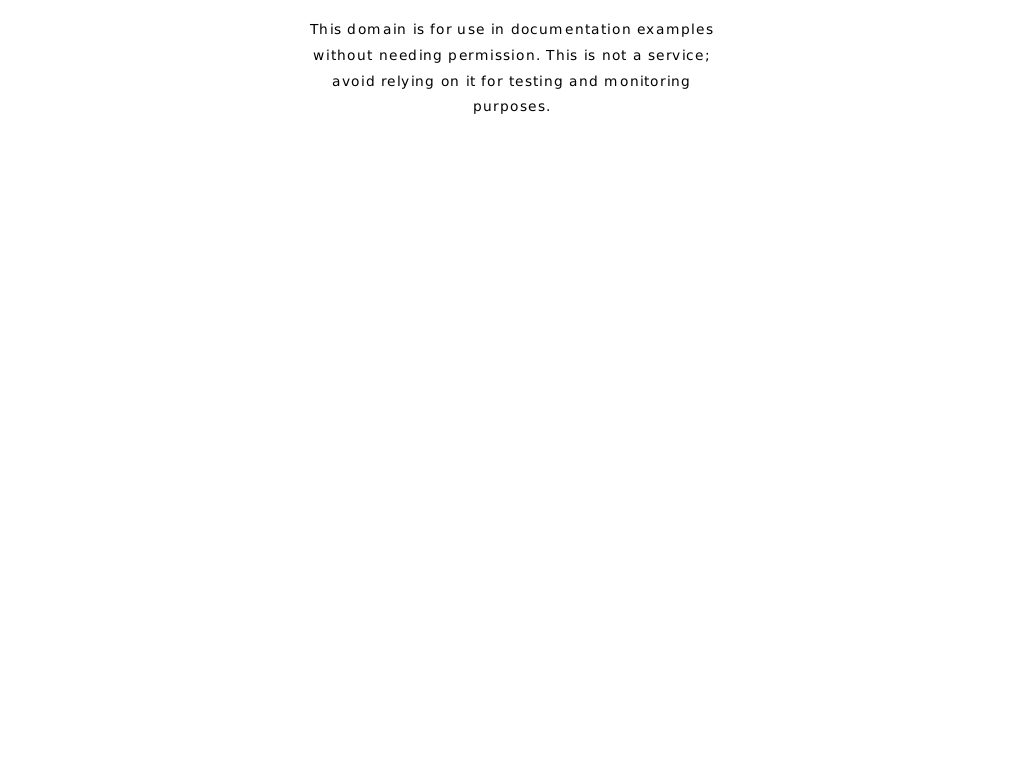 This domain is for use in documentation examples
without needing permission. This is not a service;
avoid relying on it for testing and monitoring
purposes.